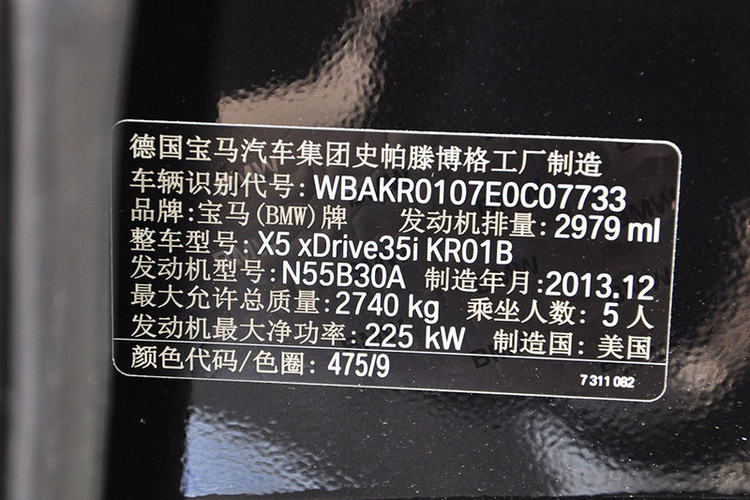 德国宝马汽车集团史帕滕博格工厂制造
车辆识别代号: WBAKR0107E0C07733
品牌: 宝马(BMW)牌 发动机排量: 2979 ml
整车型号: X5 xDrive35i KR01B
发动机型号: N55B30A 制造年月: 2013.12
最大允许总质量: 2740 kg 乘坐人数: 5 人
发动机最大净功率: 225 kW 制造国: 美国
颜色代码/色圈: 475/9
7 311 082